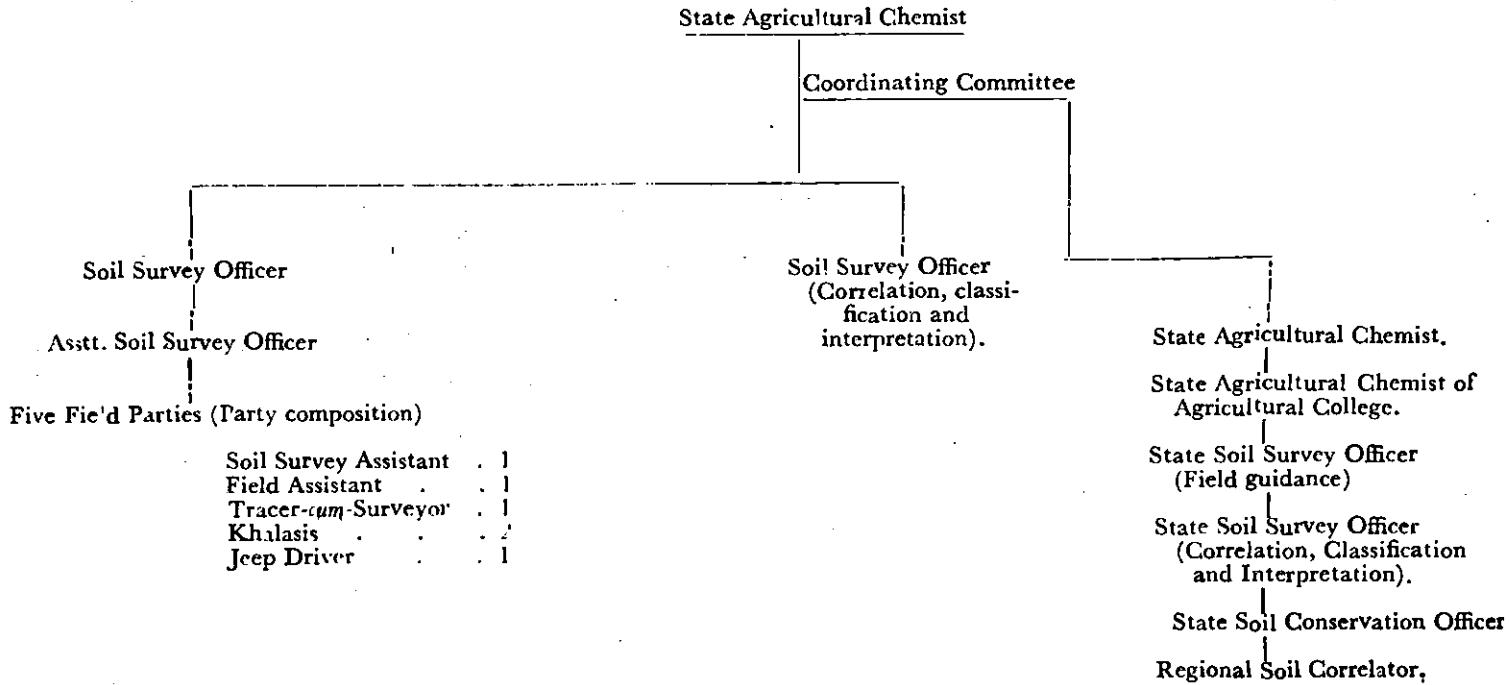 State Agricultural Chemist
Coordinating Committee
Soil Survey Officer
Asstt. Soil Survey Officer
Five Fie'd Parties (Party composition)
Soil Survey Assistant . 1
Field Assistant . . 1
Tracer-cum-Surveyor . 1
Khalasis . . .
Jeep Driver . . 1
Soil Survey Officer
(Correlation, classi-
fication and
interpretation).
State Agricultural Chemist.
State Agricultural Chemist of
Agricultural College.
State Soil Survey Officer
(Field guidance)
State Soil Survey Officer
(Correlation, Classification
and Interpretation).
State Soil Conservation Officer
Regional Soil Correlator.